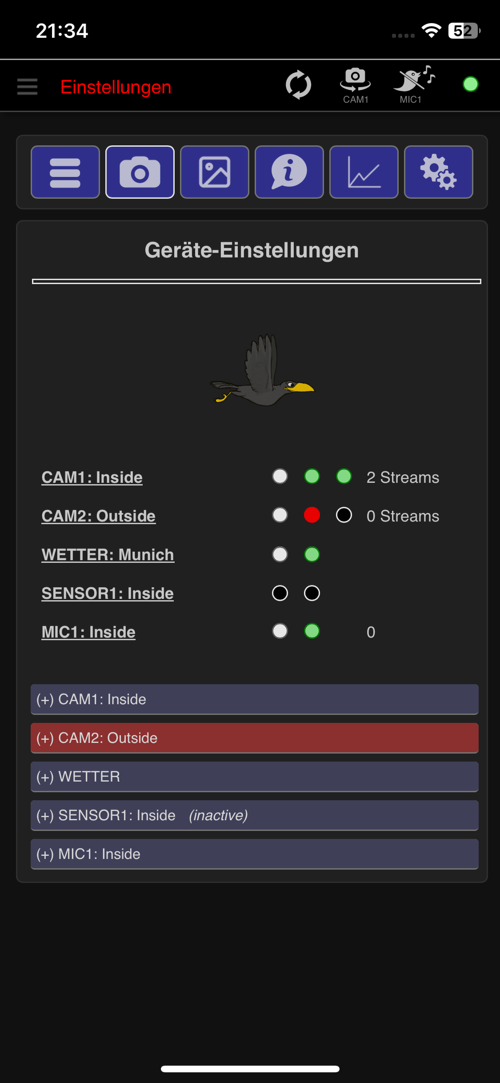 21:34
52
Einstellungen
CAM1
MIC1
Geräte-Einstellungen
CAM1: Inside 2 Streams
CAM2: Outside 0 Streams
WETTER: Munich
SENSOR1: Inside
MIC1: Inside 0
(+) CAM1: Inside
(+) CAM2: Outside
(+) WETTER
(+) SENSOR1: Inside (inactive)
(+) MIC1: Inside